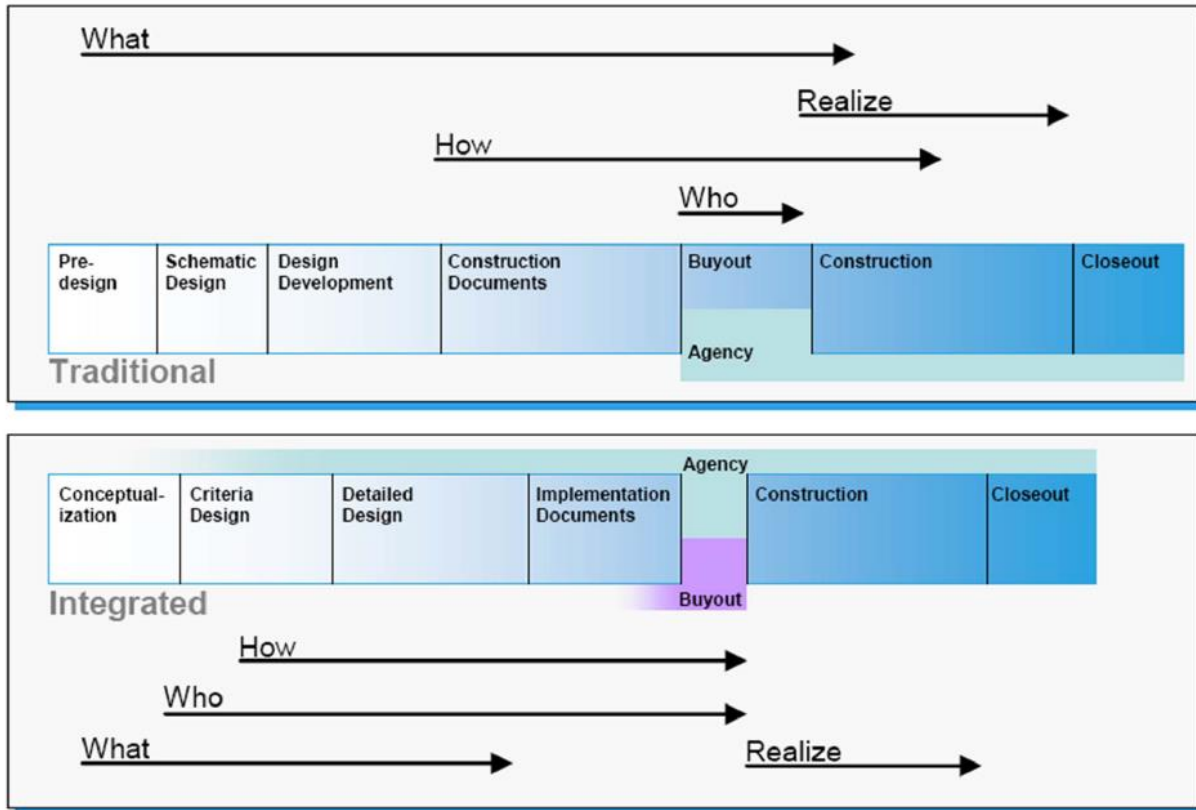 What
Realize
How
Who
Pre-
design
Schematic
Design
Design
Development
Construction
Documents
Buyout
Construction
Closeout
Agency
Traditional
Agency
Conceptual-
ization
Criteria
Design
Detailed
Design
Implementation
Documents
Construction
Closeout
Buyout
Integrated
How
Who
What
Realize